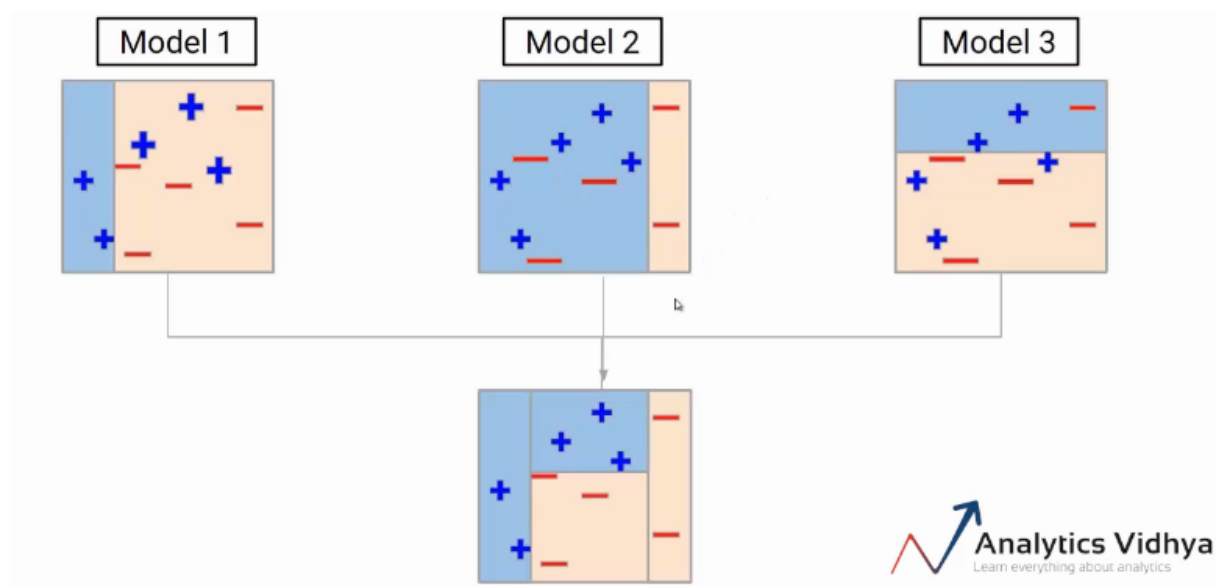 Model 1
Model 2
Model 3
Analytics Vidhya
Learn everything about analytics